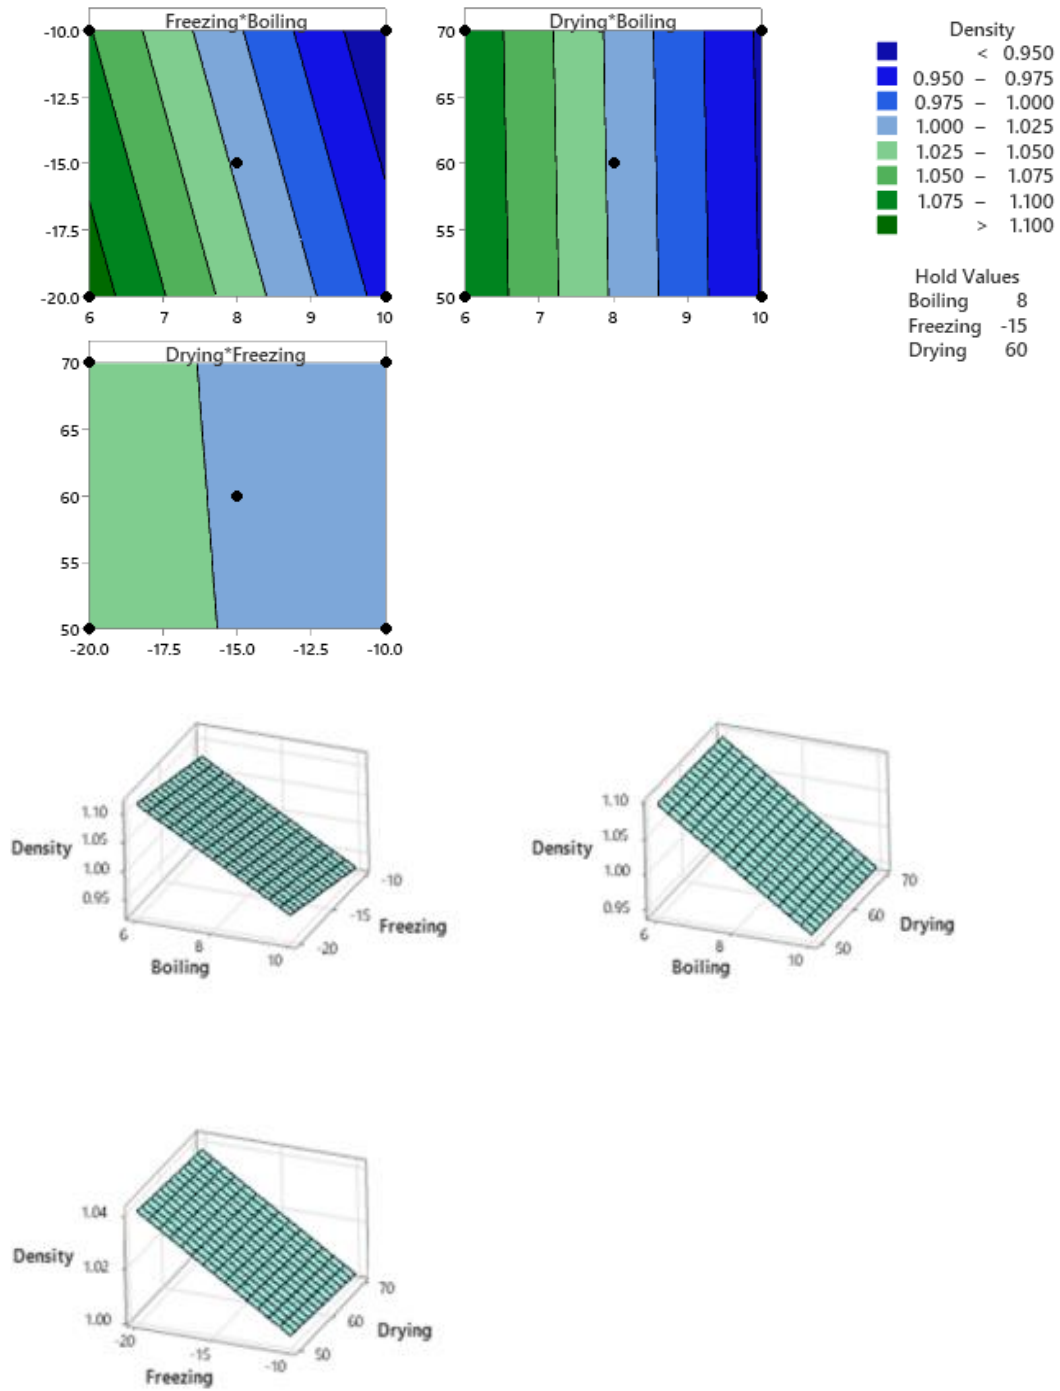 Freezing*Boiling
-10.0
-12.5
-15.0
-17.5
-20.0
6 7 8 9 10
Drying*Boiling
70
65
60
55
50
6 7 8 9 10
Density
< 0.950
0.950 – 0.975
0.975 – 1.000
1.000 – 1.025
1.025 – 1.050
1.050 – 1.075
1.075 – 1.100
> 1.100
Hold Values
Boiling 8
Freezing -15
Drying 60
Drying*Freezing
70
65
60
55
50
-20.0 -17.5 -15.0 -12.5 -10.0
1.10
1.05
Density
1.00
0.95
6
8
10
Boiling
-10
-15
-20
Freezing
1.10
1.05
Density
1.00
0.95
6
8
10
Boiling
70
60
50
Drying
1.04
Density
1.02
1.00
-20
-15
-10
Freezing
70
60
50
Drying